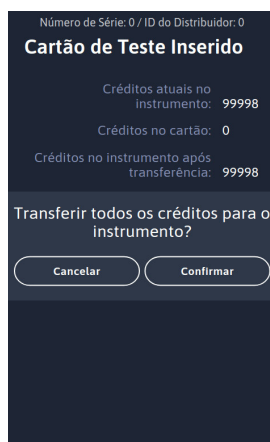 Número de Série: 0 / ID do Distribuidor: 0
Cartão de Teste Inserido
Créditos atuais no
instrumento: 99998
Créditos no cartão: 0
Créditos no instrumento após
transferência: 99998
Transferir todos os créditos para o
instrumento?
Cancelar Confirmar